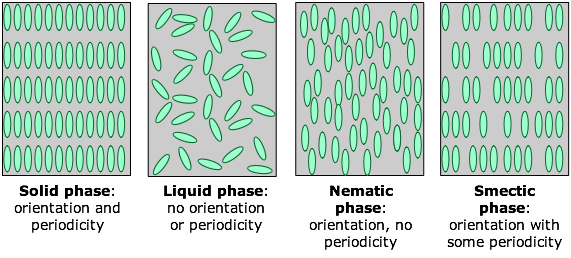 Solid phase:
orientation and
periodicity
Liquid phase:
no orientation
or periodicity
Nematic
phase:
orientation, no
periodicity
Smectic
phase:
orientation with
some periodicity